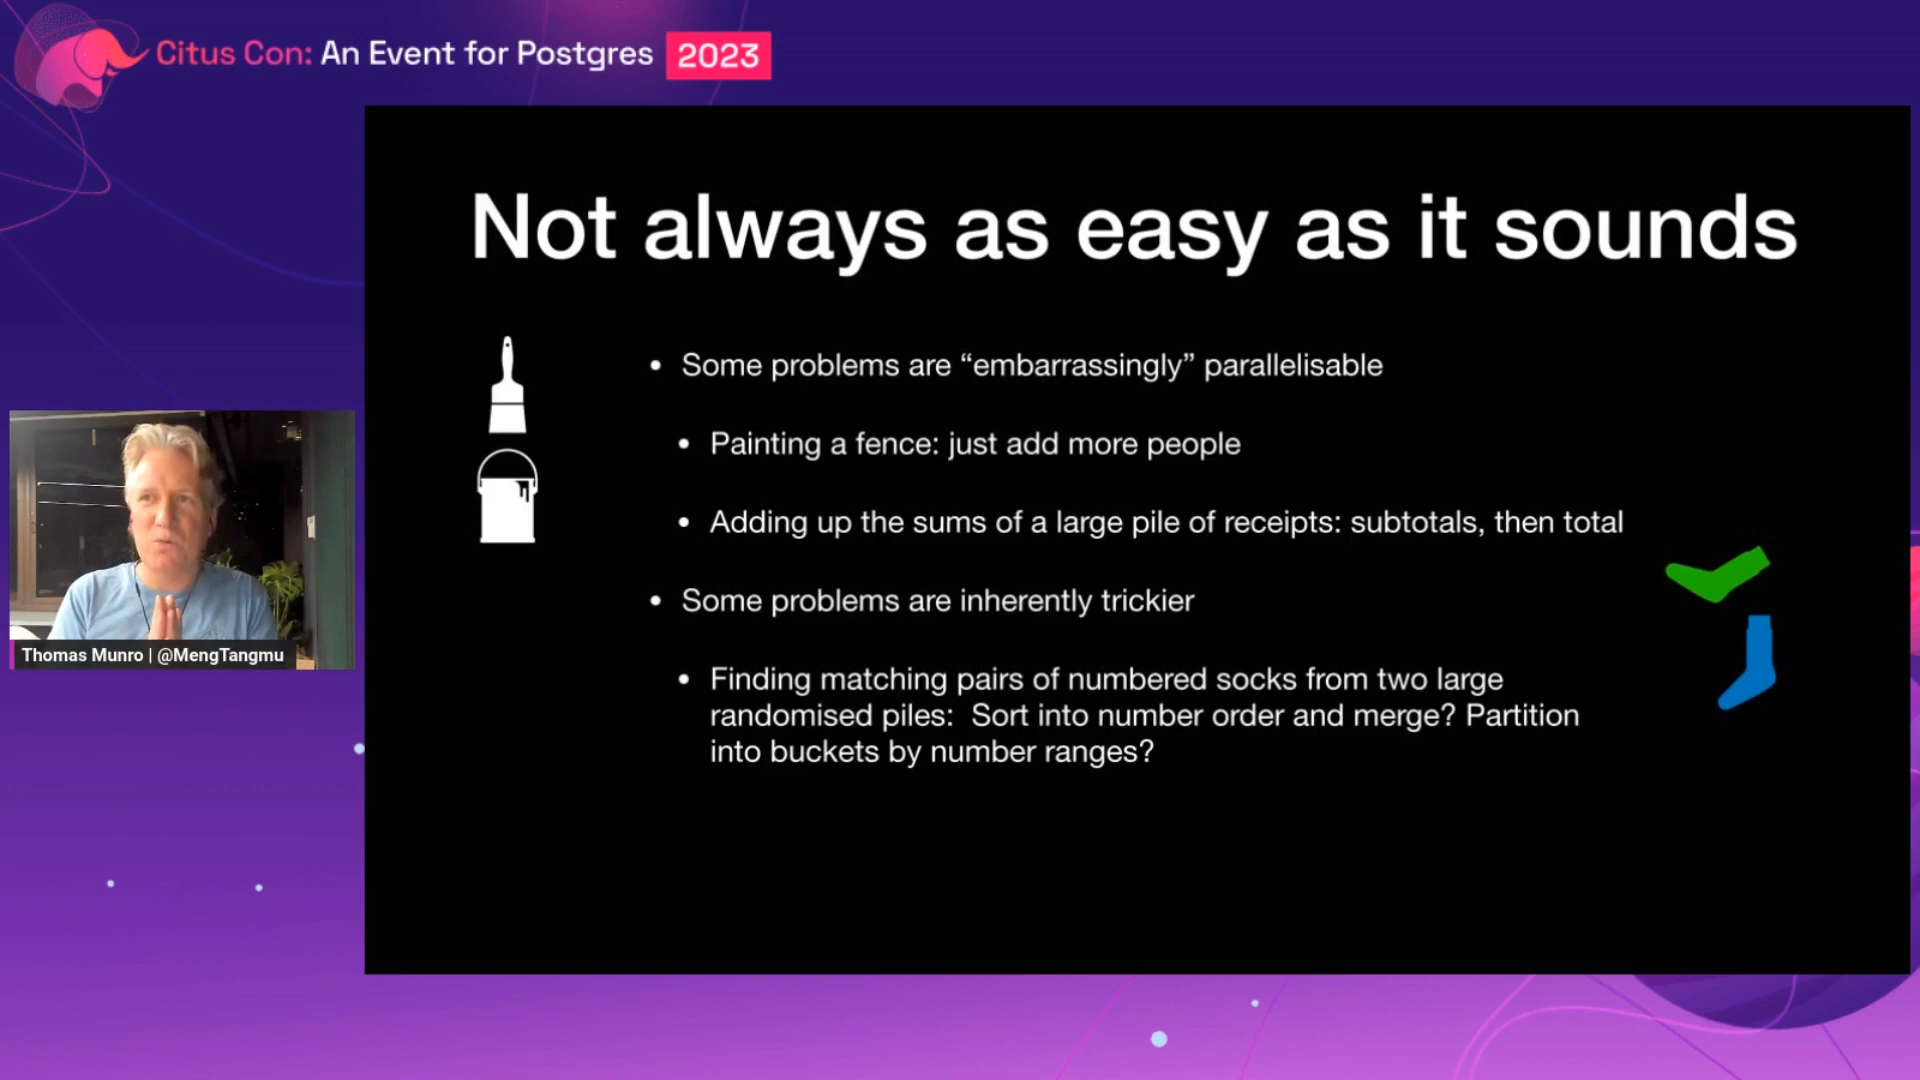 Citus Con: An Event for Postgres 2023
Not always as easy as it sounds
• Some problems are “embarrassingly” parallelisable
• Painting a fence: just add more people
• Adding up the sums of a large pile of receipts: subtotals, then total
• Some problems are inherently trickier
• Finding matching pairs of numbered socks from two large
randomised piles:  Sort into number order and merge? Partition
into buckets by number ranges?
Thomas Munro | @MengTangmu